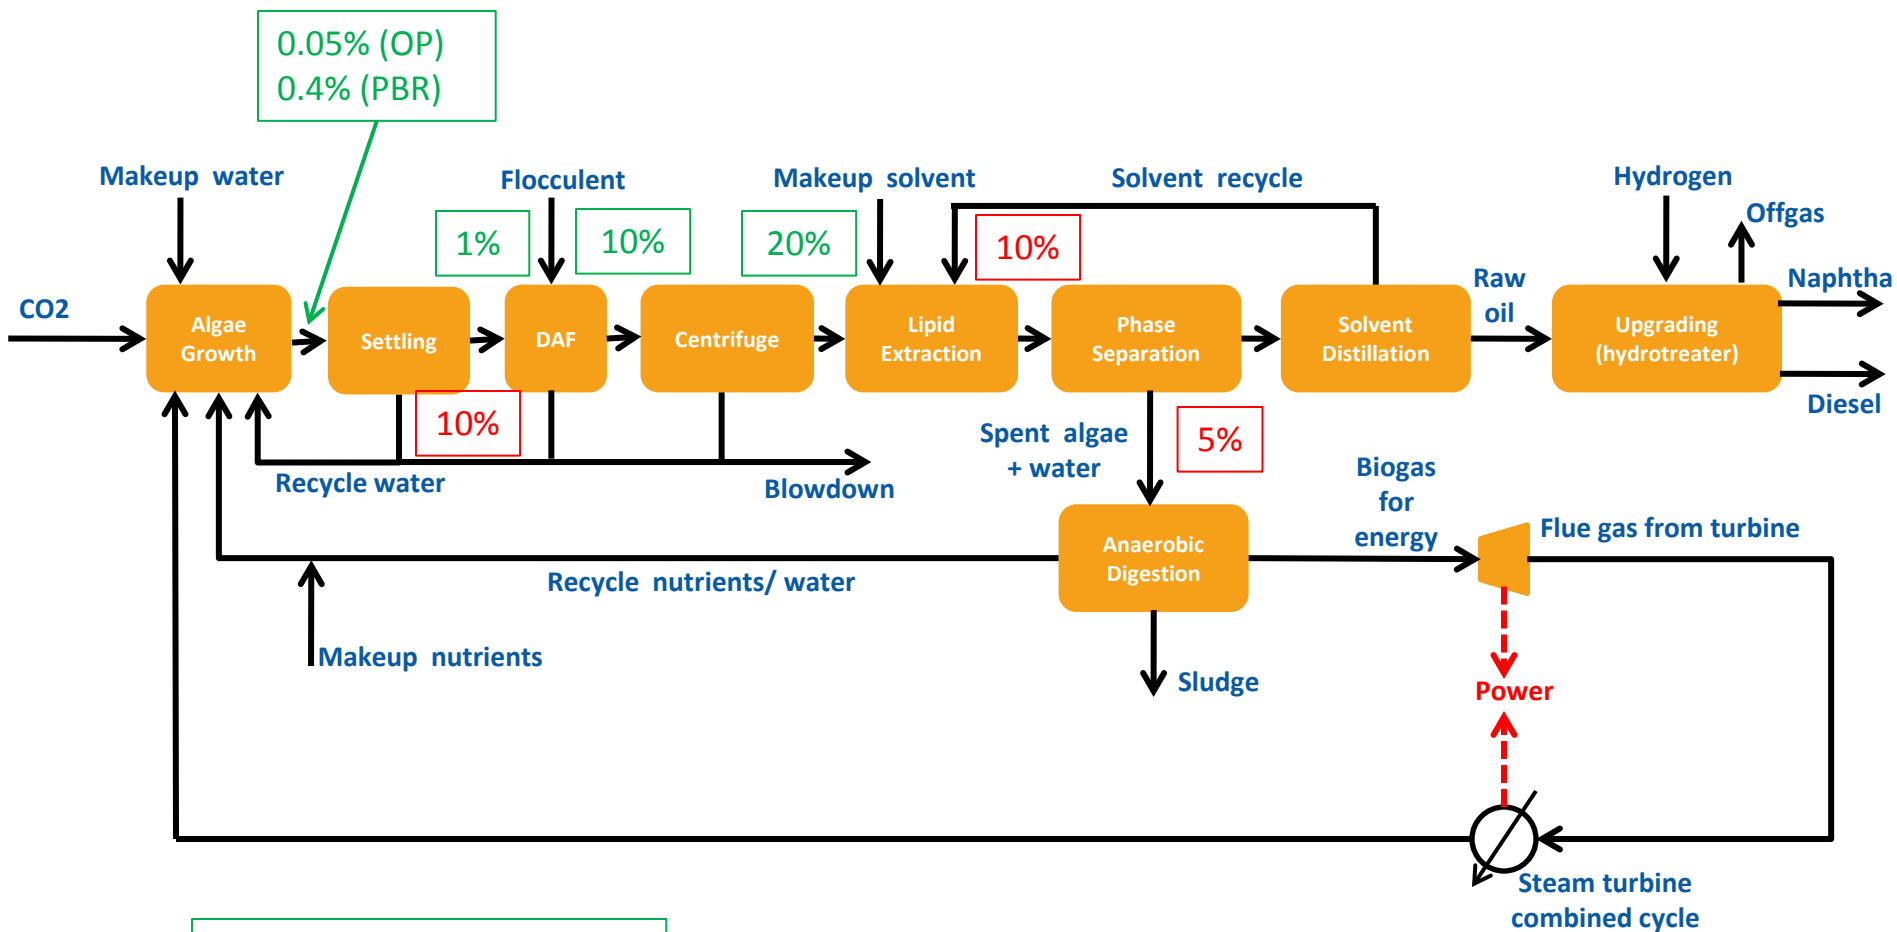 0.05% (OP)
0.4% (PBR)
Makeup water
Flocculent
Makeup solvent
Solvent recycle
Hydrogen
Offgas
1%
10%
20%
10%
CO2
Raw
oil
Naphtha
Algae
Growth
Settling
DAF
Centrifuge
Lipid
Extraction
Phase
Separation
Solvent
Distillation
Upgrading
(hydrotreater)
Diesel
10%
Recycle water
Blowdown
Spent algae
+ water
5%
Biogas
for
energy
Flue gas from turbine
Anaerobic
Digestion
Recycle nutrients/ water
Makeup nutrients
Sludge
Power
Steam turbine
combined cycle